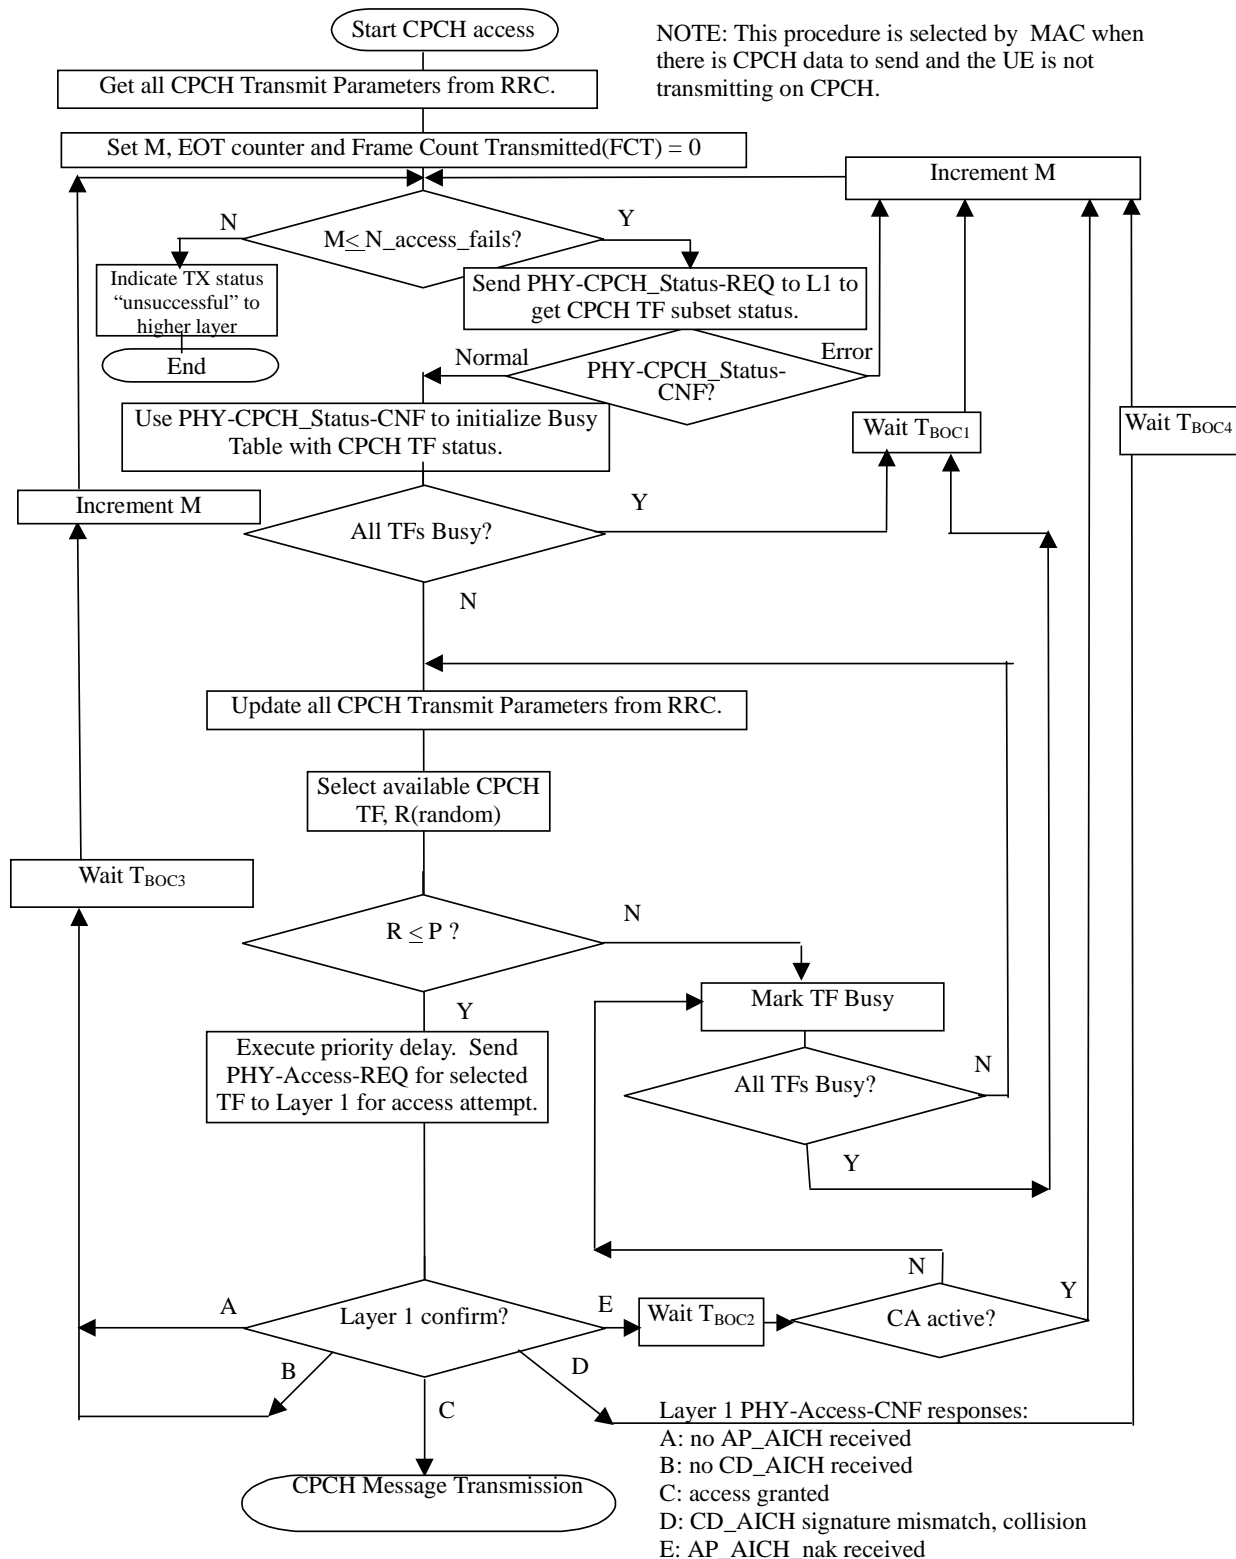 Start CPCH access
NOTE: This procedure is selected by MAC when
there is CPCH data to send and the UE is not
transmitting on CPCH.
Get all CPCH Transmit Parameters from RRC.
Set M, EOT counter and Frame Count Transmitted(FCT) = 0
Increment M
N
Y
M≤ N_access_fails?
Indicate TX status
“unsuccessful” to
higher layer
End
Send PHY-CPCH_Status-REQ to L1 to
get CPCH TF subset status.
Normal
Error
PHY-CPCH_Status-
CNF?
Use PHY-CPCH_Status-CNF to initialize Busy
Table with CPCH TF status.
Wait TBOC1
Wait TBOC4
Increment M
Y
All TFs Busy?
N
Update all CPCH Transmit Parameters from RRC.
Select available CPCH
TF, R(random)
Wait TBOC3
R ≤ P ?
N
Mark TF Busy
Y
Execute priority delay. Send
PHY-Access-REQ for selected
TF to Layer 1 for access attempt.
All TFs Busy?
N
Y
N
Y
A
Layer 1 confirm?
E
Wait TBOC2
CA active?
B
D
C
CPCH Message Transmission
Layer 1 PHY-Access-CNF responses:
A: no AP_AICH received
B: no CD_AICH received
C: access granted
D: CD_AICH signature mismatch, collision
E: AP_AICH_nak received